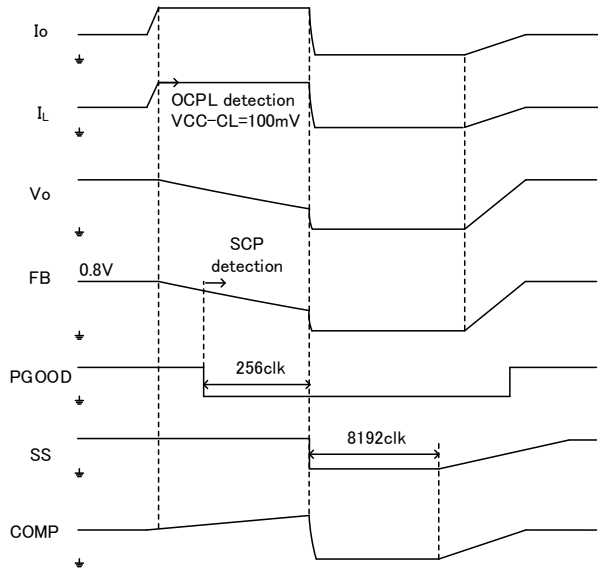 Io
IL
OCPL detection
VCC-CL=100mV
Vo
SCP
detection
FB
0.8V
PGOOD
256clk
SS
8192clk
COMP